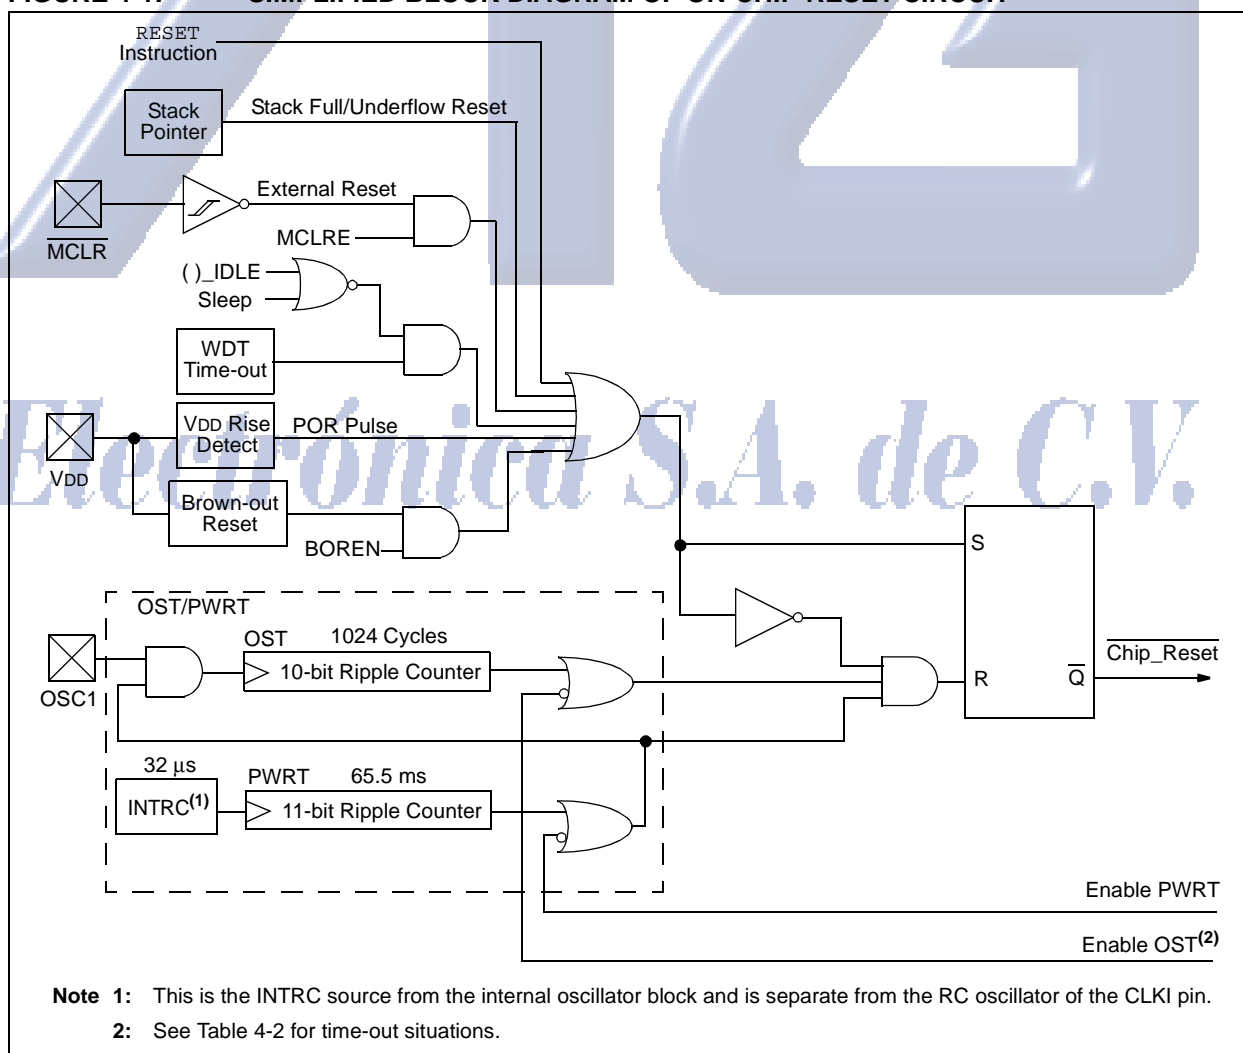 RESET
Instruction
Stack
Pointer
Stack Full/Underflow Reset
External Reset
MCLR
MCLRE
( )_IDLE
Sleep
WDT
Time-out
VDD Rise
Detect
POR Pulse
VDD
Brown-out
Reset
BOREN
S
OST/PWRT
OST 1024 Cycles
10-bit Ripple Counter
OSC1
Chip_Reset
R Q
32 μs
INTRC(1)
PWRT 65.5 ms
11-bit Ripple Counter
Enable PWRT
Enable OST(2)
Note 1: This is the INTRC source from the internal oscillator block and is separate from the RC oscillator of the CLKI pin.
2: See Table 4-2 for time-out situations.
Electrónica S.A. de C.V.